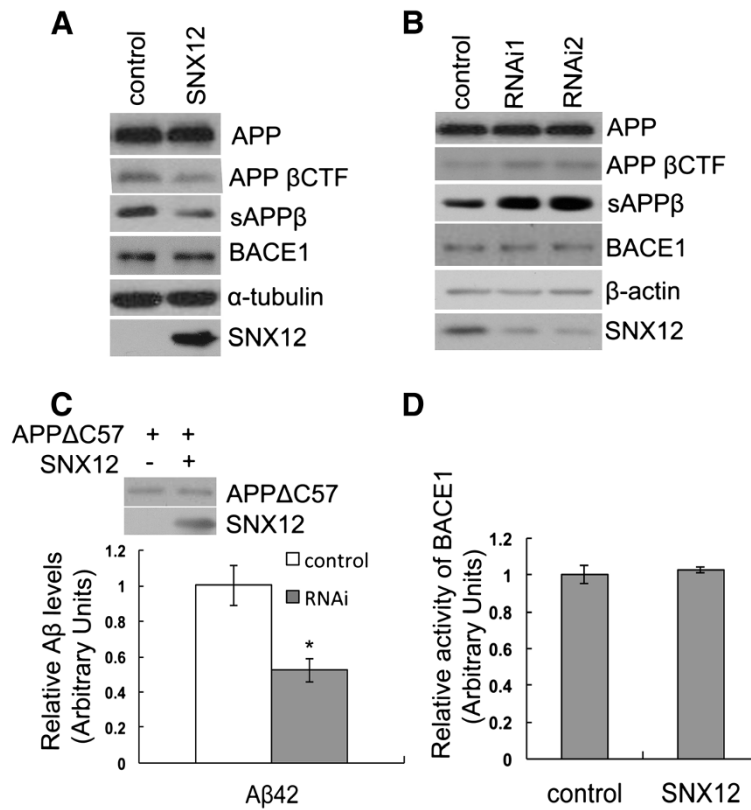 A
control SNX12
APP
APP βCTF
sAPPβ
BACE1
α-tubulin
SNX12
B
control RNAi1 RNAi2
APP
APP βCTF
sAPPβ
BACE1
β-actin
SNX12
C
APPΔC57 + +
SNX12 - +
APPΔC57
SNX12
Relative Aβ levels
(Arbitrary Units)
1.2
1
0.8
0.6
0.4
0.2
0
control
RNAi
*
Aβ42
D
Relative activity of BACE1
(Arbitrary Units)
1.2
1
0.8
0.6
0.4
0.2
0
control SNX12